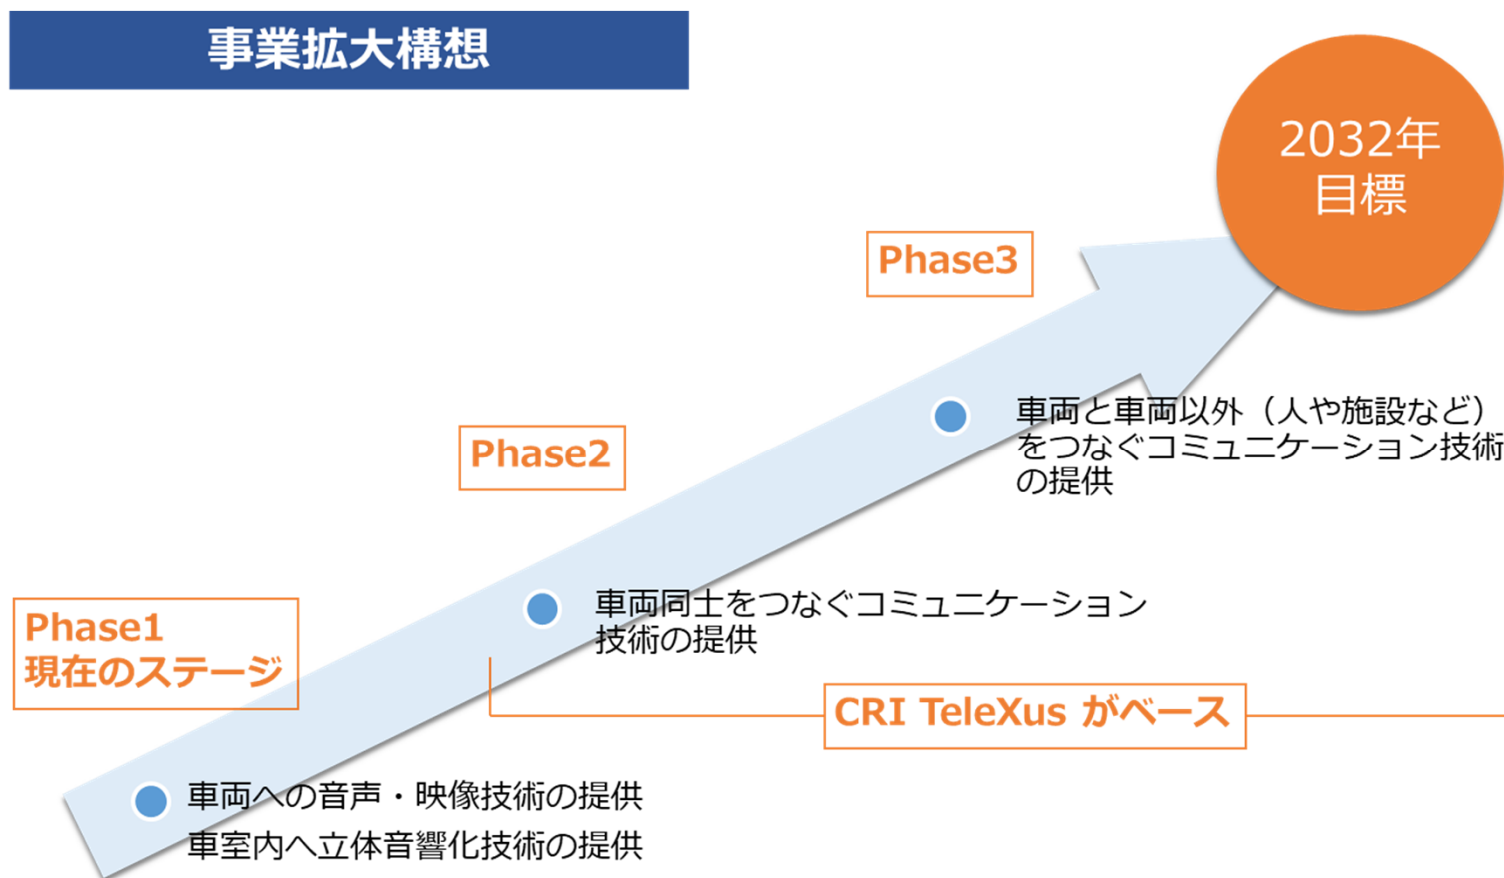 事業拡大構想
2032年
目標
Phase3
車両と車両以外（人や施設など）
をつなぐコミュニケーション技術
の提供
Phase2
車両同士をつなぐコミュニケーション
技術の提供
Phase1
現在のステージ
CRI TeleXus がベース
車両への音声・映像技術の提供
車室内へ立体音響化技術の提供